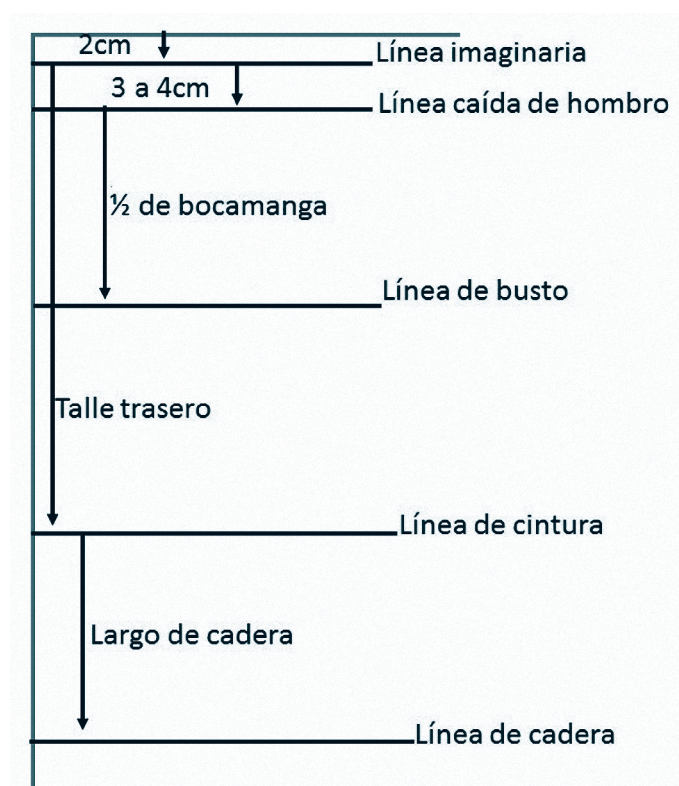 2cm
Línea imaginaria
3 a 4cm
Línea caída de hombro
½ de bocamanga
Línea de busto
Talle trasero
Línea de cintura
Largo de cadera
Línea de cadera